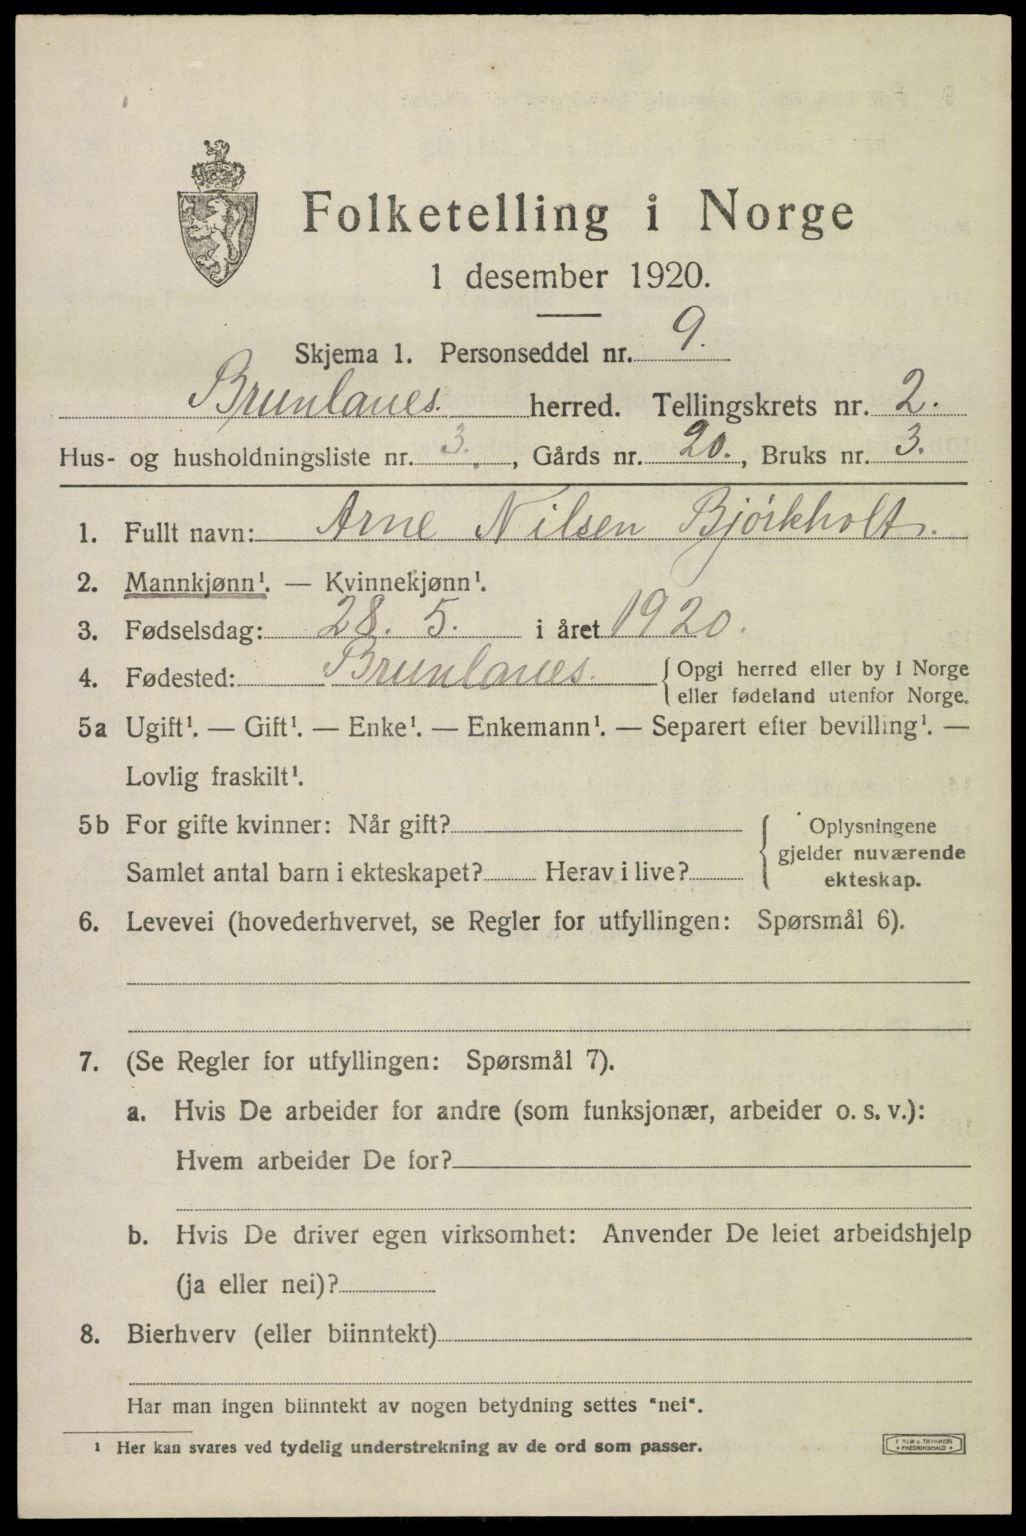 Folketelling i Norge
1 desember 1920.
Skjema 1. Personseddel nr. 9.
Brunlanes. herred. Tellingskrets nr. 2.
Hus- og husholdningsliste nr. 3., Gårds nr. 20., Bruks nr. 3.
1. Fullt navn: Arne Nilsen Bjørkholt.
2. Mannkjønn¹. — Kvinnekjønn¹.
3. Fødselsdag: 28. 5. i året 1920.
4. Fødested: Brunlanes. Opgi herred eller by i Norge
eller fødeland utenfor Norge.
5a Ugift¹. — Gift¹. — Enke¹. — Enkemann¹. — Separert efter bevilling¹. —
Lovlig fraskilt¹.
5b For gifte kvinner: Når gift?
Samlet antal barn i ekteskapet? Herav i live?
Oplysningene
gjelder nuværende
ekteskap.
6. Levevei (hovederhvervet, se Regler for utfyllingen: Spørsmål 6).
7. (Se Regler for utfyllingen: Spørsmål 7).
a. Hvis De arbeider for andre (som funksjonær, arbeider o. s. v.):
Hvem arbeider De for?
b. Hvis De driver egen virksomhet: Anvender De leiet arbeidshjelp
(ja eller nei)?
8. Bierhverv (eller biinntekt)
Har man ingen biinntekt av nogen betydning settes "nei".
¹ Her kan svares ved tydelig understrekning av de ord som passer.
TRYKKERI
• FREDRIKSHALD •